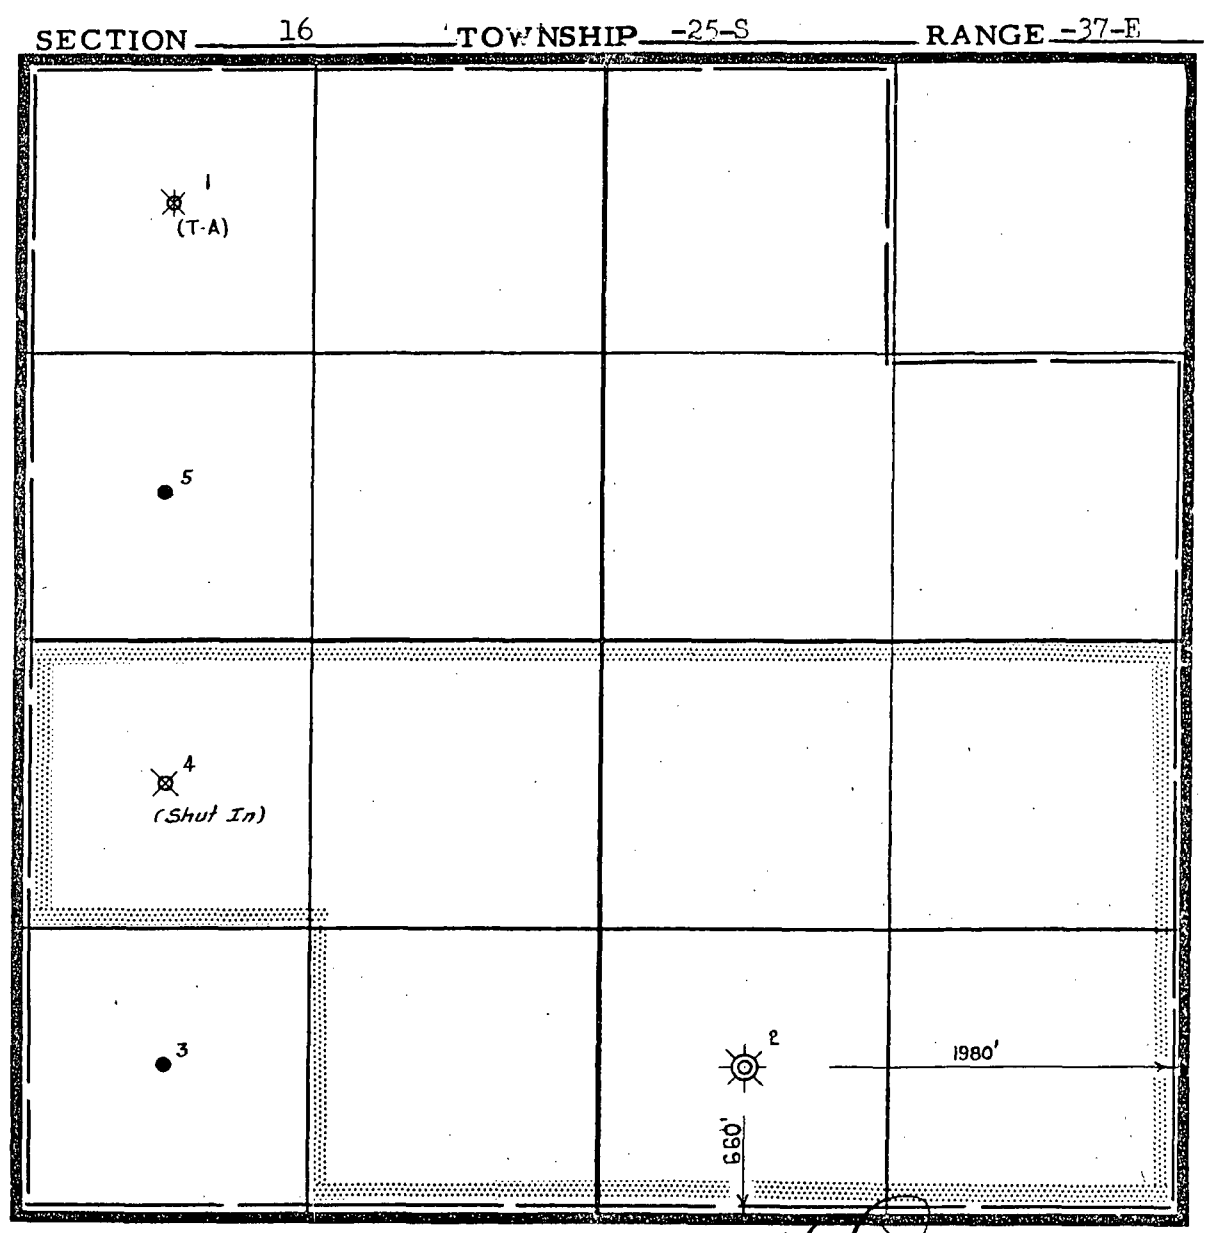 SECTION 16 TOWNSHIP -25-S RANGE -37-E
1
(T-A)
5
4
(Shut In)
3
2
1980'
660'